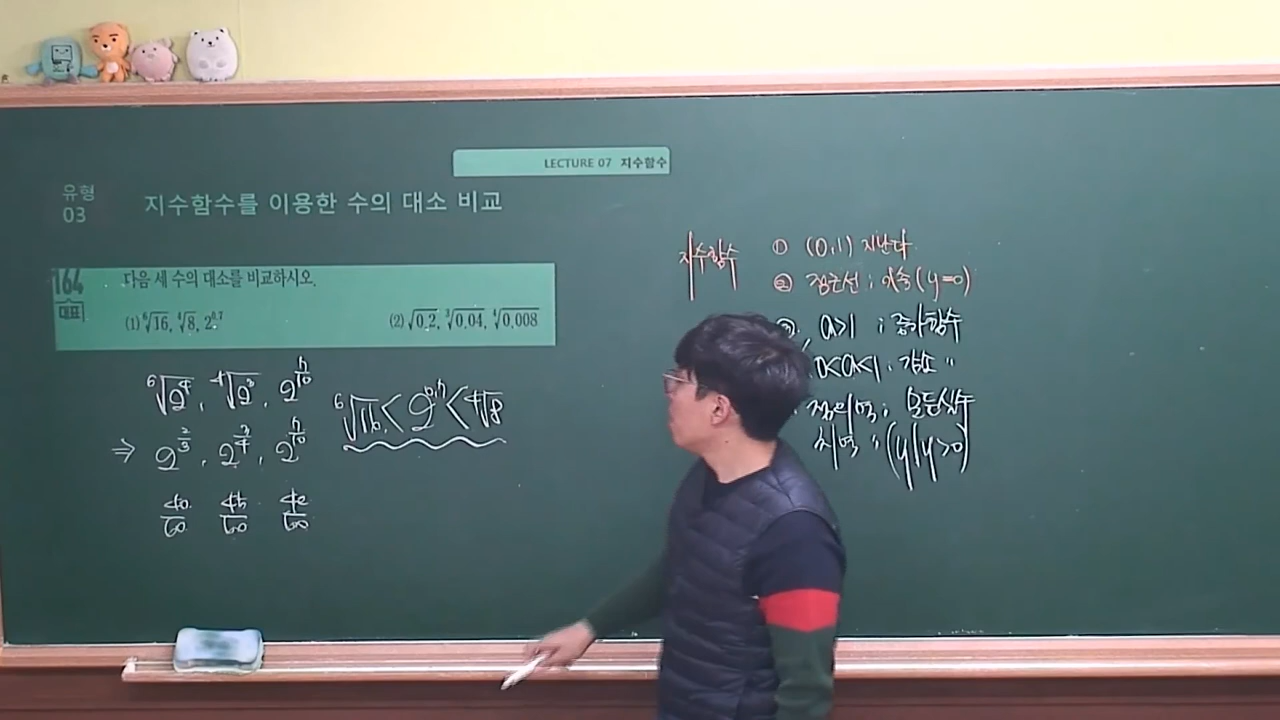 LECTURE 07 지수함수
유형
03
지수함수를 이용한 수의 대소 비교
164
대표
다음 세 수의 대소를 비교하시오.
(1) ⁶√16, ⁴√8, 2^0.7
(2) √0.2, ³√0.04, ⁴√0.008
⁶√2⁴, ⁴√2³, 2^(7/10)
⇒ 2^(2/3), 2^(3/4), 2^(7/10)
40/60 45/60 42/60
⁶√16 < 2^0.7 < ⁴√8
지수함수 ① (0,1) 지난다
② 점근선 ; x축 (y=0)
a>1 ; 증가함수
0<a<1 ; 감소 〃
정의역 ; 모든실수
치역 ; {y|y>0}